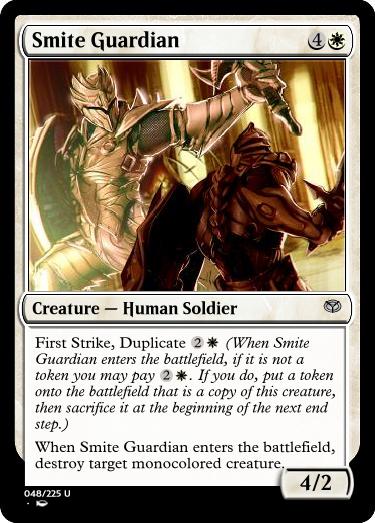 Smite Guardian 4
Creature — Human Soldier
First Strike, Duplicate 2 (When Smite
Guardian enters the battlefield, if it is not a
token you may pay 2 . If you do, put a token
onto the battlefield that is a copy of this creature,
then sacrifice it at the beginning of the next end
step.)
When Smite Guardian enters the battlefield,
destroy target monocolored creature.
4/2
048/225 U